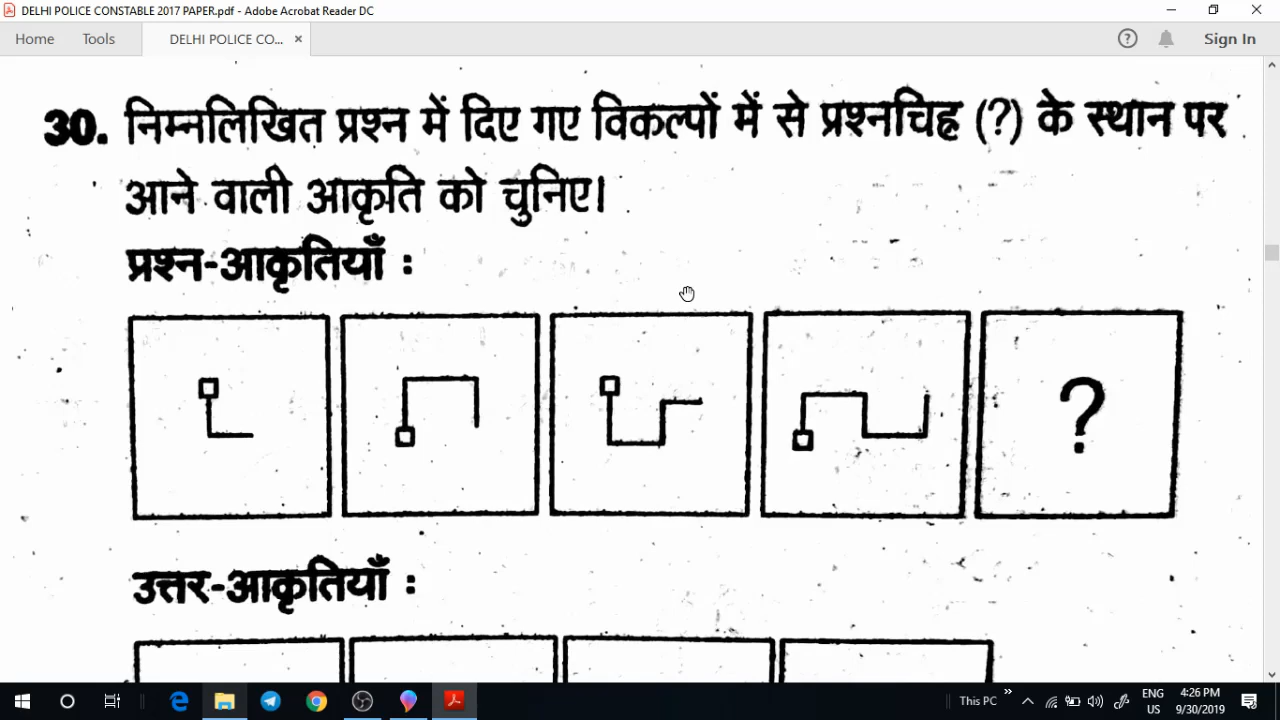 DELHI POLICE CONSTABLE 2017 PAPER.pdf - Adobe Acrobat Reader DC
Home Tools DELHI POLICE CO... × ? Sign In
30. निम्नलिखित प्रश्न में दिए गए विकल्पों में से प्रश्नचिह्न (?) के स्थान पर
आने वाली आकृति को चुनिए।
प्रश्न-आकृतियाँ :
?
उत्तर-आकृतियाँ :
This PC » ENG 4:26 PM
US 9/30/2019